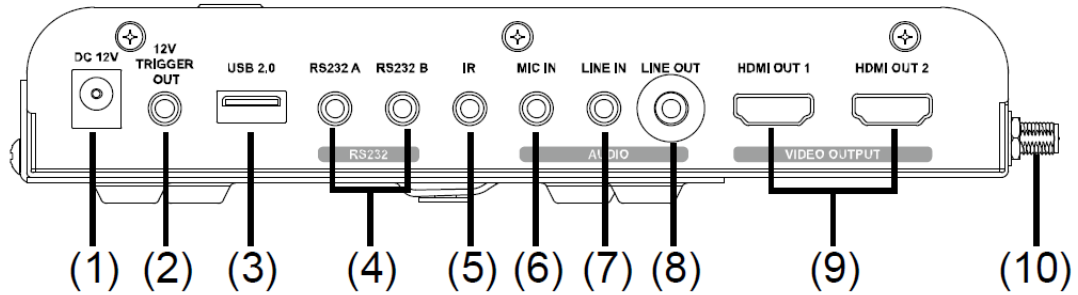 DC 12V
12V
TRIGGER
OUT
USB 2.0
RS232 A
RS232 B
IR
MIC IN
LINE IN
LINE OUT
HDMI OUT 1
HDMI OUT 2
RS232
AUDIO
VIDEO OUTPUT
(1)
(2)
(3)
(4)
(5)
(6)
(7)
(8)
(9)
(10)